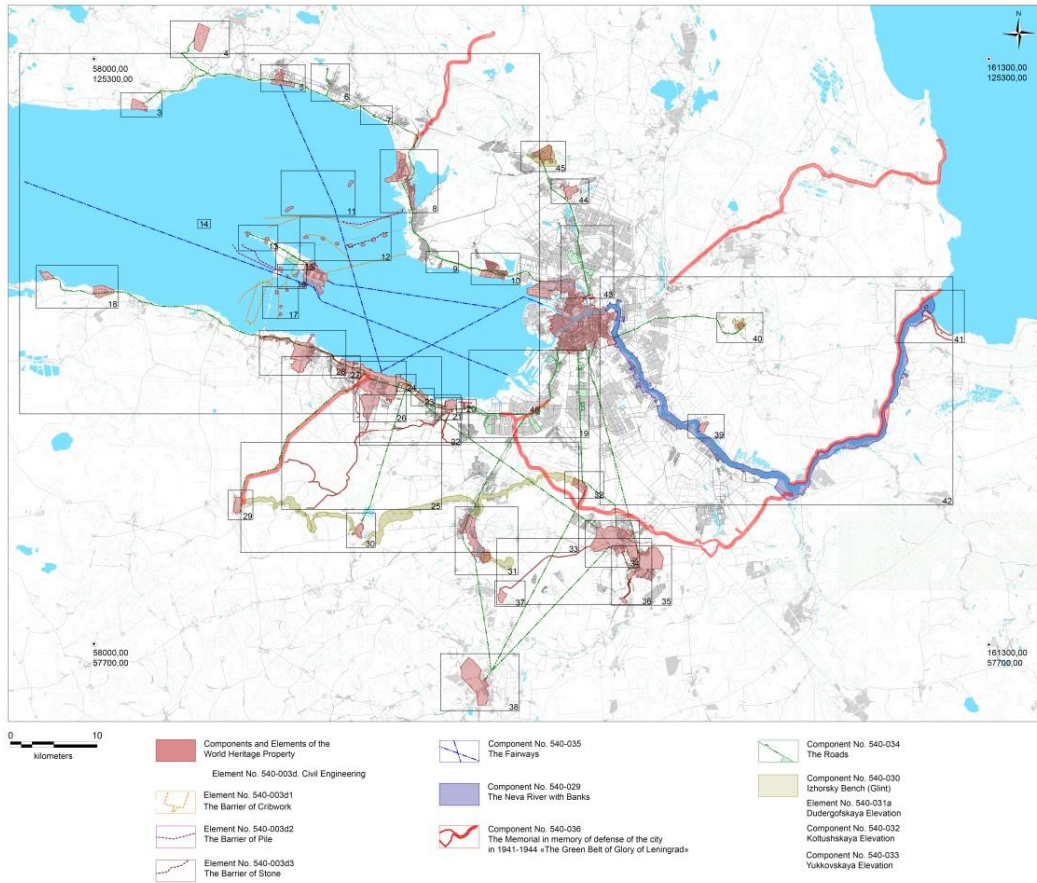 N
58000,00
125300,00
161300,00
125300,00
4
3
5
6
7
45
8
44
11
14
13
12
9
10
15
16
17
18
43
40
41
28
27
24
23
20
21
22
26
46
19
39
42
25
29
30
32
31
33
34
35
36
37
38
58000,00
57700,00
161300,00
57700,00
0 10
kilometers
Components and Elements of the
World Heritage Property
Element No. 540-003d. Civil Engineering
Element No. 540-003d1
The Barrier of Cribwork
Element No. 540-003d2
The Barrier of Pile
Element No. 540-003d3
The Barrier of Stone
Component No. 540-035
The Fairways
Component No. 540-029
The Neva River with Banks
Component No. 540-036
The Memorial in memory of defense of the city
in 1941-1944 «The Green Belt of Glory of Leningrad»
Component No. 540-034
The Roads
Component No. 540-030
Izhorsky Bench (Glint)
Element No. 540-031a
Dudergofskaya Elevation
Component No. 540-032
Koltushskaya Elevation
Component No. 540-033
Yukkovskaya Elevation